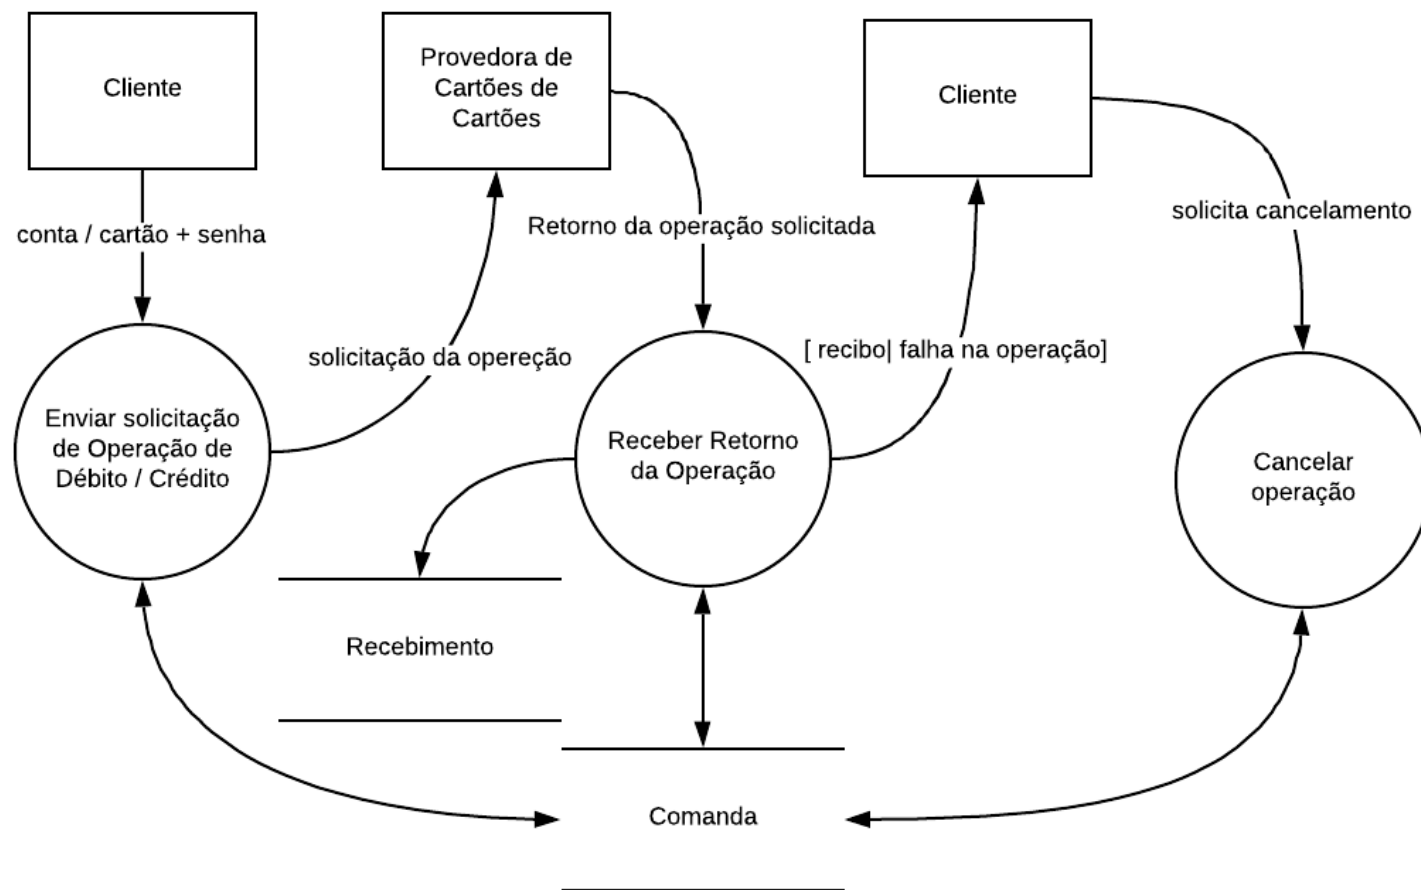 Cliente
Provedora de
Cartões de
Cartões
Cliente
conta / cartão + senha
Retorno da operação solicitada
solicita cancelamento
solicitação da opereção
[ recibo| falha na operação]
Enviar solicitação
de Operação de
Débito / Crédito
Receber Retorno
da Operação
Cancelar
operação
Recebimento
Comanda